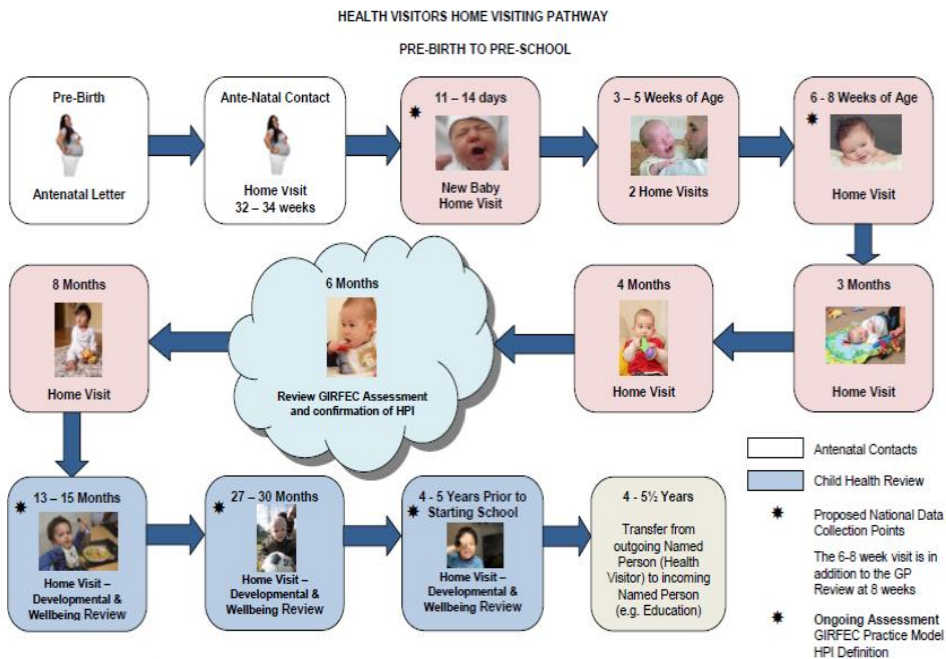 HEALTH VISITORS HOME VISITING PATHWAY
PRE-BIRTH TO PRE-SCHOOL
Pre-Birth
Antenatal Letter
Ante-Natal Contact
Home Visit
32 – 34 weeks
11 – 14 days
New Baby
Home Visit
3 – 5 Weeks of Age
2 Home Visits
6 - 8 Weeks of Age
Home Visit
3 Months
Home Visit
4 Months
Home Visit
6 Months
Review GIRFEC Assessment
and confirmation of HPI
8 Months
Home Visit
13 – 15 Months
Home Visit –
Developmental &
Wellbeing Review
27 – 30 Months
Home Visit –
Developmental &
Wellbeing Review
4 - 5 Years Prior to
Starting School
Home Visit –
Developmental &
Wellbeing Review
4 - 5½ Years
Transfer from
outgoing Named
Person (Health
Visitor) to incoming
Named Person
(e.g. Education)
Antenatal Contacts
Child Health Review
Proposed National Data
Collection Points
The 6-8 week visit is in
addition to the GP
Review at 8 weeks
Ongoing Assessment
GIRFEC Practice Model
HPI Definition